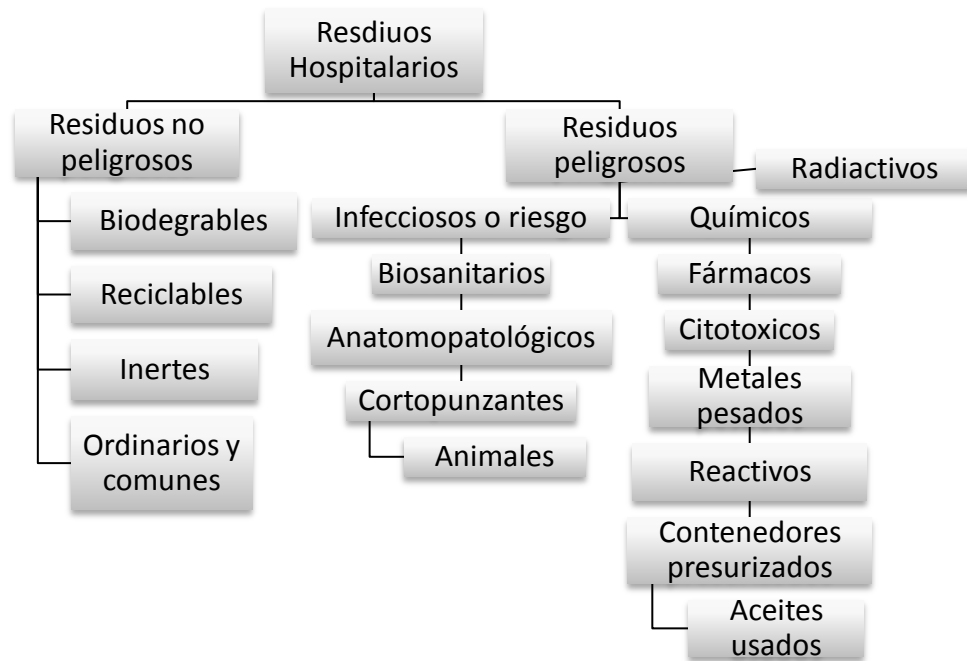 Resdiuos
Hospitalarios
Residuos no
peligrosos
Biodegrables
Reciclables
Inertes
Ordinarios y
comunes
Residuos
peligrosos
Radiactivos
Infecciosos o riesgo
Biosanitarios
Anatomopatológicos
Cortopunzantes
Animales
Químicos
Fármacos
Citotoxicos
Metales
pesados
Reactivos
Contenedores
presurizados
Aceites
usados